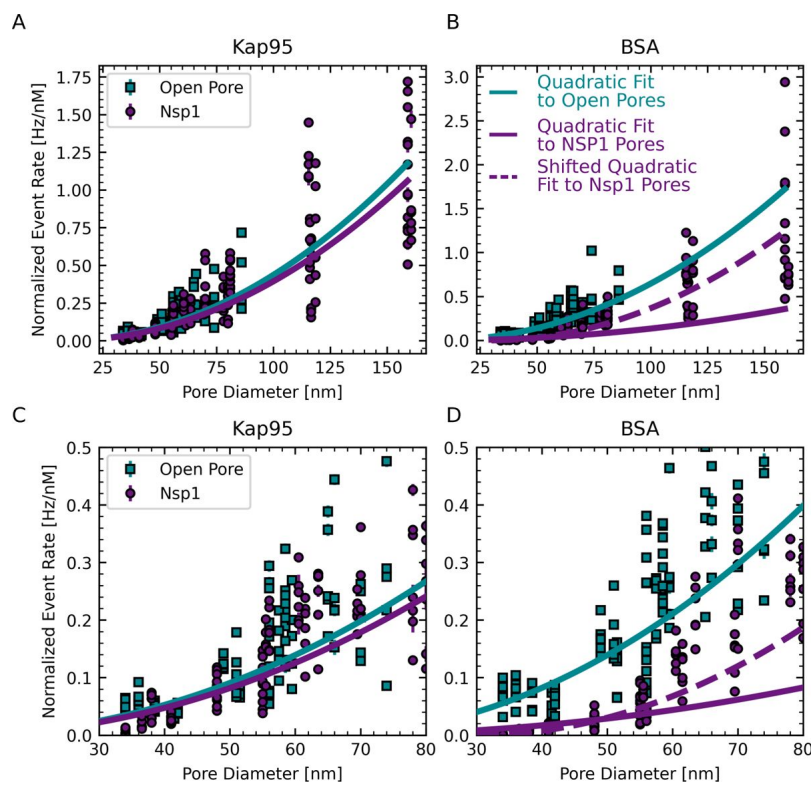 A
B
Kap95
BSA
Normalized Event Rate [Hz/nM]
1.75
1.50
1.25
1.00
0.75
0.50
0.25
0.00
Open Pore
Nsp1
25
50
75
100
125
150
Pore Diameter [nm]
3.0
2.5
2.0
1.5
1.0
0.5
0.0
Quadratic Fit
to Open Pores
Quadratic Fit
to NSP1 Pores
Shifted Quadratic
Fit to Nsp1 Pores
25
50
75
100
125
150
Pore Diameter [nm]
C
D
Kap95
BSA
Normalized Event Rate [Hz/nM]
0.5
0.4
0.3
0.2
0.1
0.0
Open Pore
Nsp1
30
40
50
60
70
80
Pore Diameter [nm]
0.5
0.4
0.3
0.2
0.1
0.0
30
40
50
60
70
80
Pore Diameter [nm]